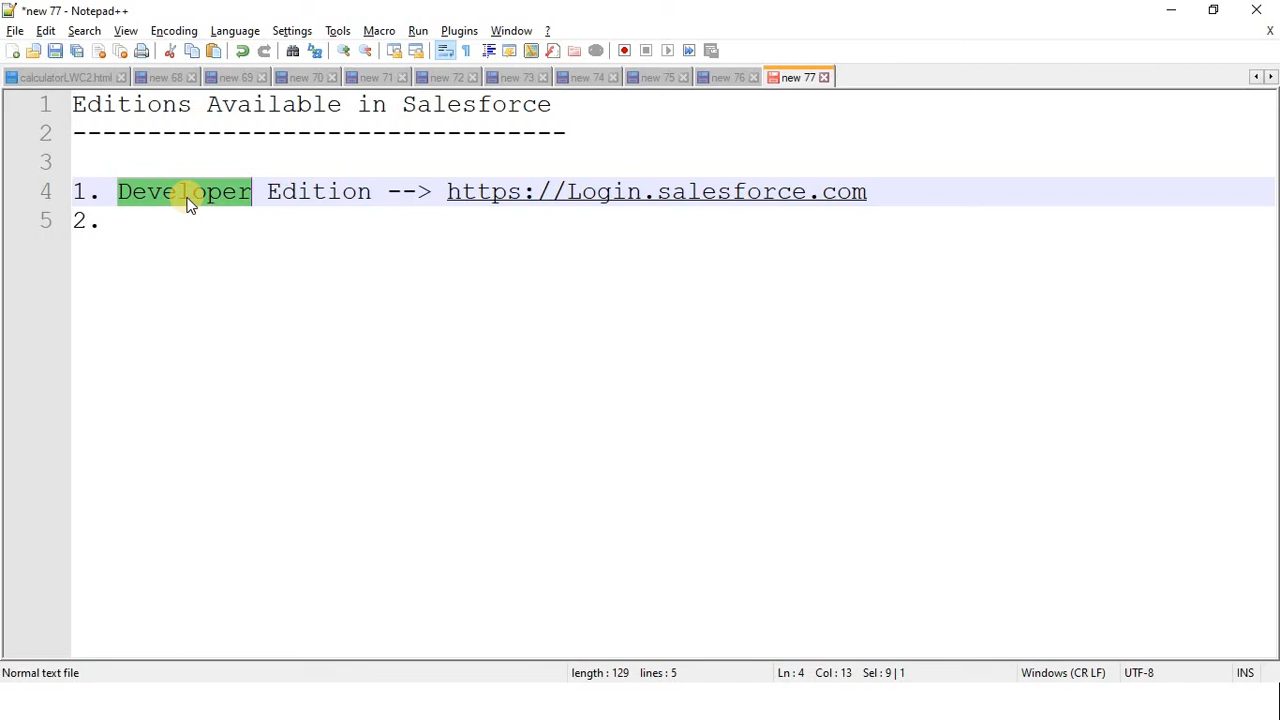 *new 77 - Notepad++
File Edit Search View Encoding Language Settings Tools Macro Run Plugins Window ? X
calculatorLWC2.html new 68 new 69 new 70 new 71 new 72 new 73 new 74 new 75 new 76 new 77
1 Editions Available in Salesforce
2 ---------------------------------
3
4 1. Developer Edition --> https://Login.salesforce.com
5 2.
Normal text file length : 129 lines : 5 Ln : 4 Col : 13 Sel : 9 | 1 Windows (CR LF) UTF-8 INS